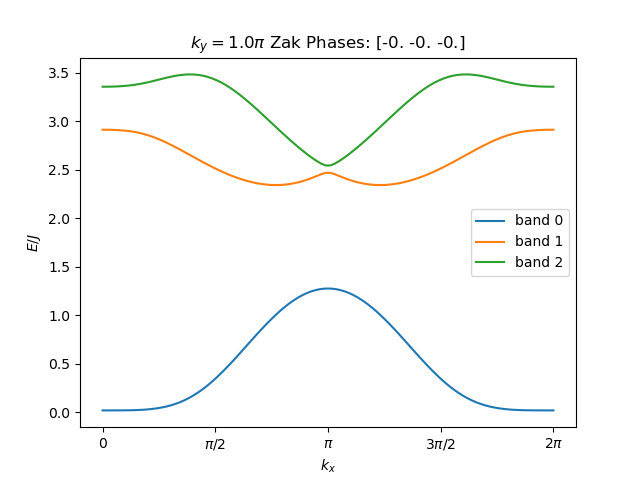 $k_y = 1.0\pi$ Zak Phases: [-0. -0. -0.]
3.5
3.0
2.5
2.0
1.5
1.0
0.5
0.0
E/J
band 0
band 1
band 2
0
π/2
π
3π/2
2π
$k_x$